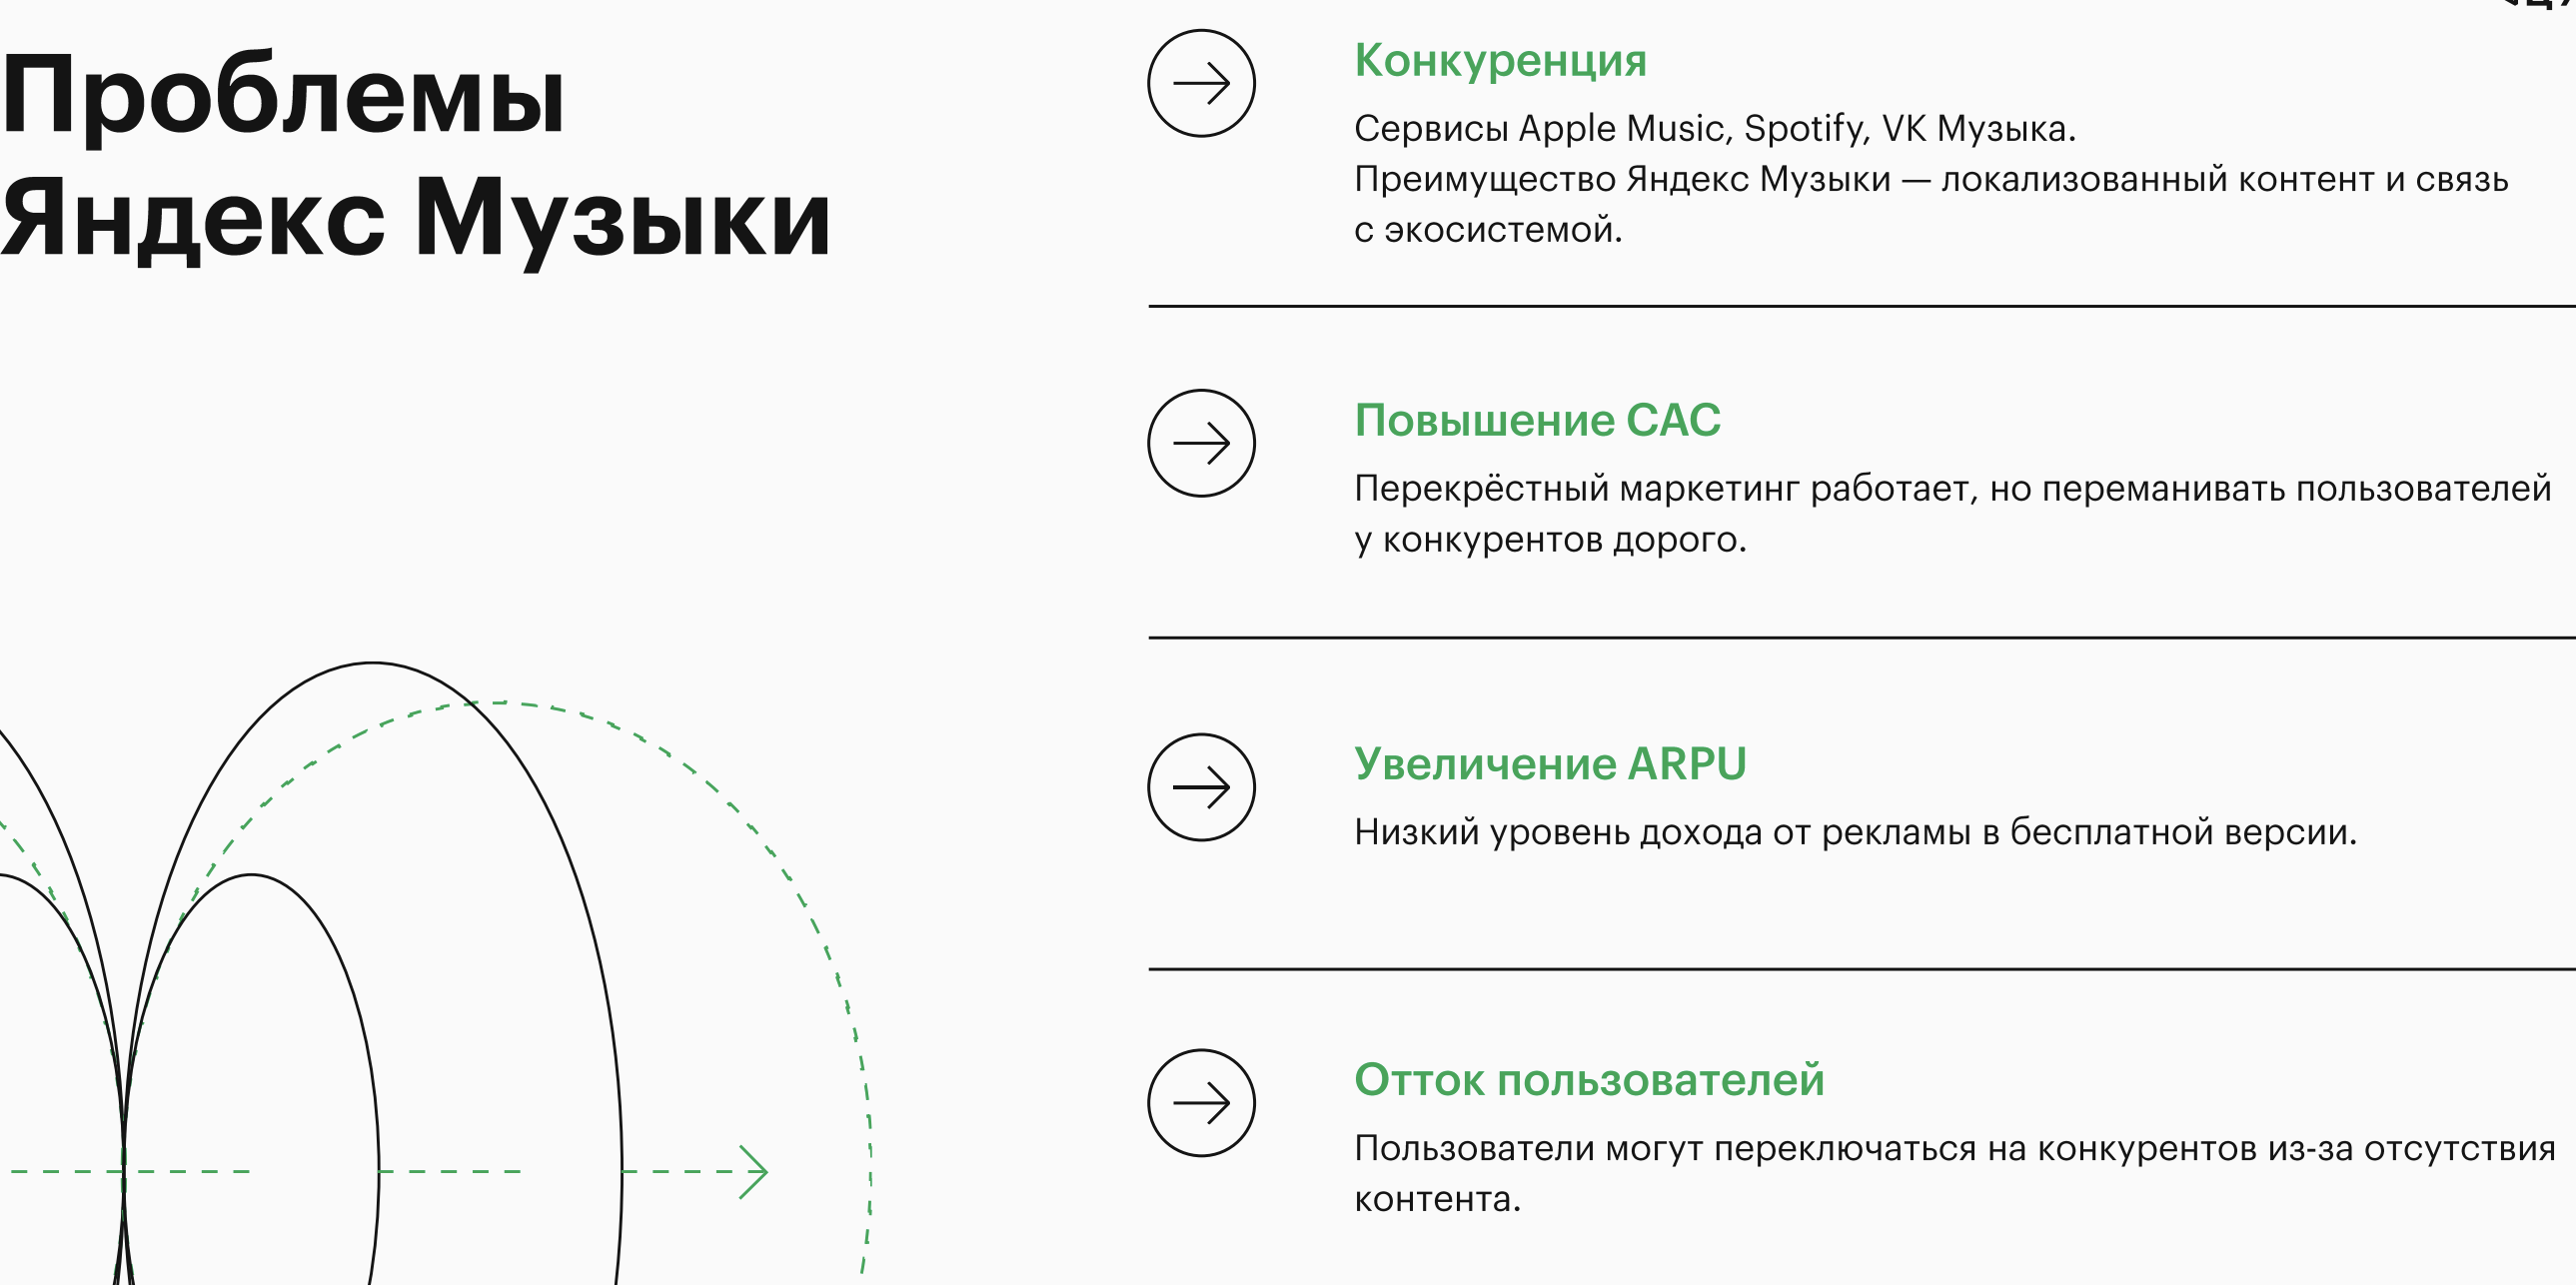 Проблемы
Яндекс Музыки
Конкуренция
Сервисы Apple Music, Spotify, VK Музыка.
Преимущество Яндекс Музыки — локализованный контент и связь
с экосистемой.
Повышение CAC
Перекрёстный маркетинг работает, но переманивать пользователей
у конкурентов дорого.
Увеличение ARPU
Низкий уровень дохода от рекламы в бесплатной версии.
Отток пользователей
Пользователи могут переключаться на конкурентов из-за отсутствия
контента.